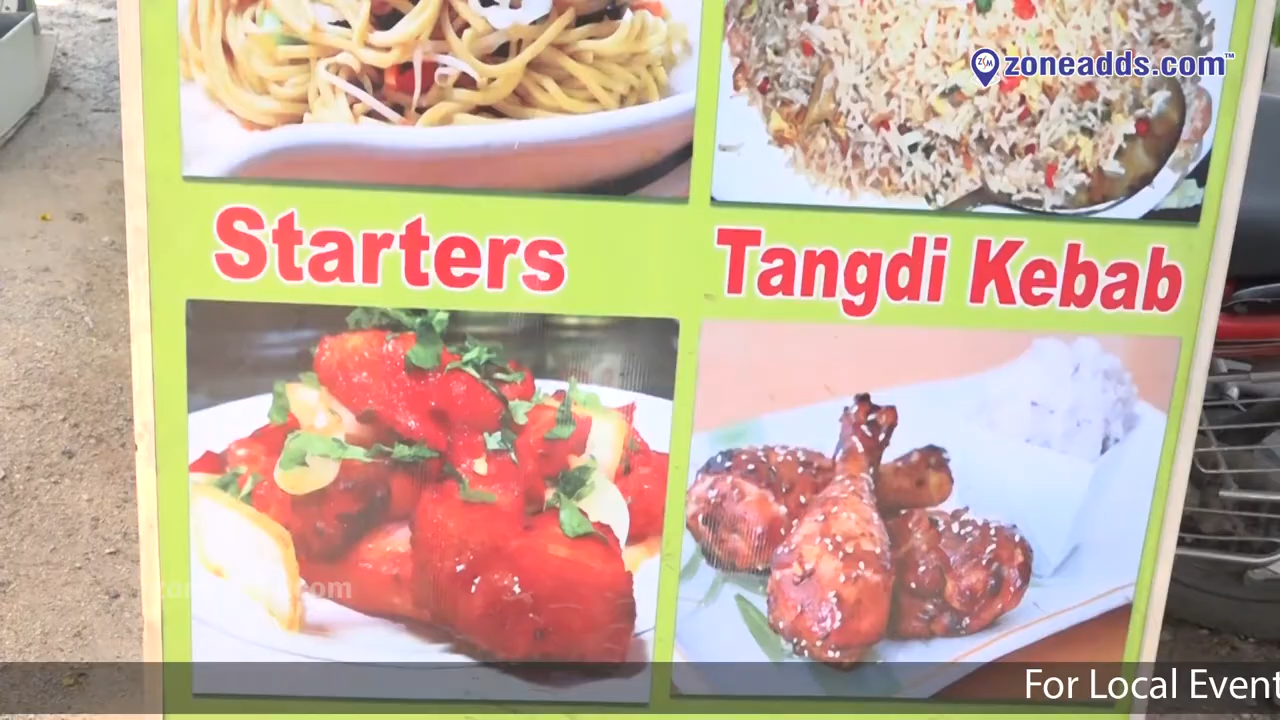 zoneadds.com™
Starters
Tangdi Kebab
For Local Event